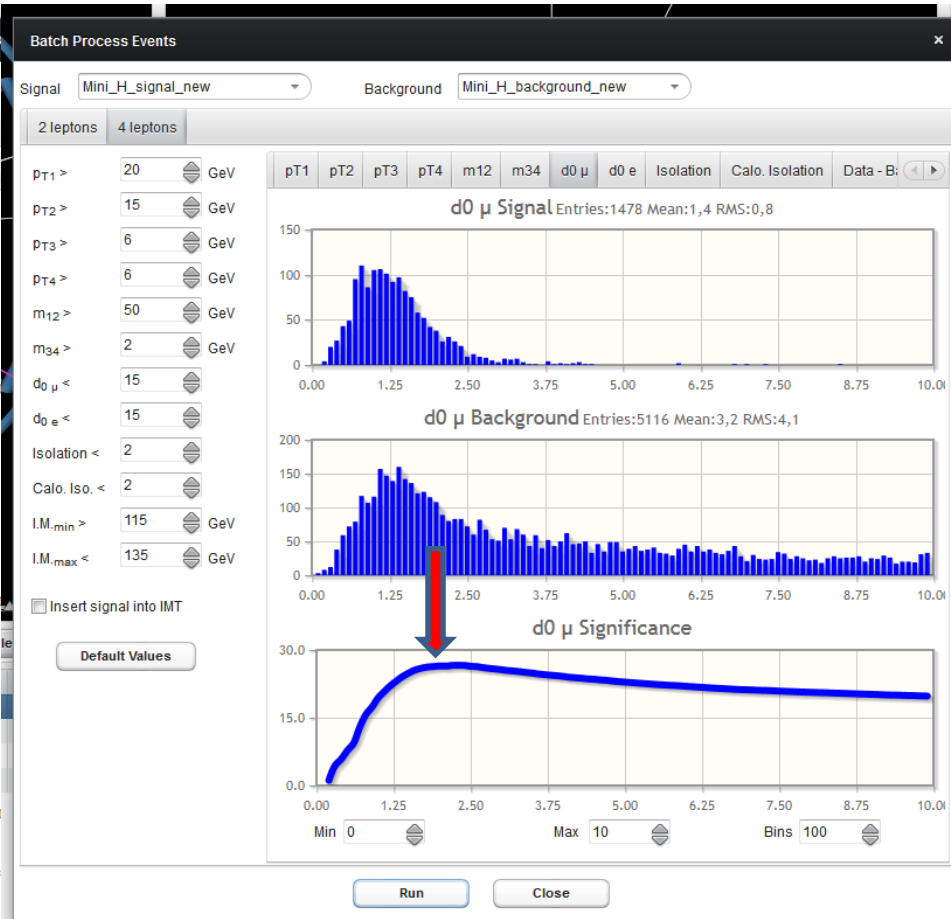 Batch Process Events ×
Signal Mini_H_signal_new Background Mini_H_background_new
2 leptons 4 leptons
pT1 > 20 GeV
pT2 > 15 GeV
pT3 > 6 GeV
pT4 > 6 GeV
m12 > 50 GeV
m34 > 2 GeV
d0 μ < 15
d0 e < 15
Isolation < 2
Calo. Iso. < 2
I.M.min > 115 GeV
I.M.max < 135 GeV
Insert signal into IMT
Default Values
pT1 pT2 pT3 pT4 m12 m34 d0 μ d0 e Isolation Calo. Isolation Data - Ba
d0 μ Signal Entries:1478 Mean:1,4 RMS:0,8
150
100
50
0
0.00 1.25 2.50 3.75 5.00 6.25 7.50 8.75 10.00
d0 μ Background Entries:5116 Mean:3,2 RMS:4,1
200
150
100
50
0
0.00 1.25 2.50 3.75 5.00 6.25 7.50 8.75 10.00
d0 μ Significance
30.0
15.0
0.0
0.00 1.25 2.50 3.75 5.00 6.25 7.50 8.75 10.00
Min 0 Max 10 Bins 100
Run Close